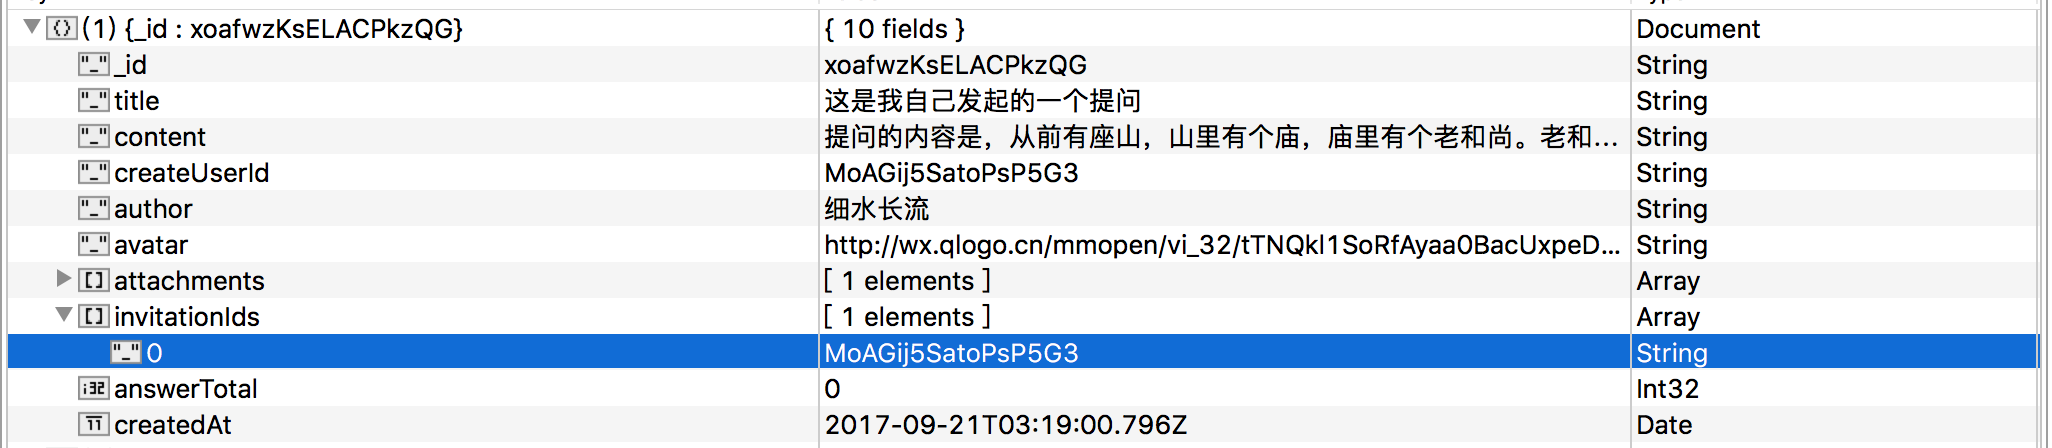 (1) {_id : xoafwzKsELACPkzQG} { 10 fields } Document
"_" _id xoafwzKsELACPkzQG String
"_" title 这是我自己发起的一个提问 String
"_" content 提问的内容是，从前有座山，山里有个庙，庙里有个老和尚。老和... String
"_" createUserId MoAGij5SatoPsP5G3 String
"_" author 细水长流 String
"_" avatar http://wx.qlogo.cn/mmopen/vi_32/tTNQkl1SoRfAyaa0BacUxpeD... String
attachments [ 1 elements ] Array
invitationIds [ 1 elements ] Array
"_" 0 MoAGij5SatoPsP5G3 String
i32 answerTotal 0 Int32
createdAt 2017-09-21T03:19:00.796Z Date